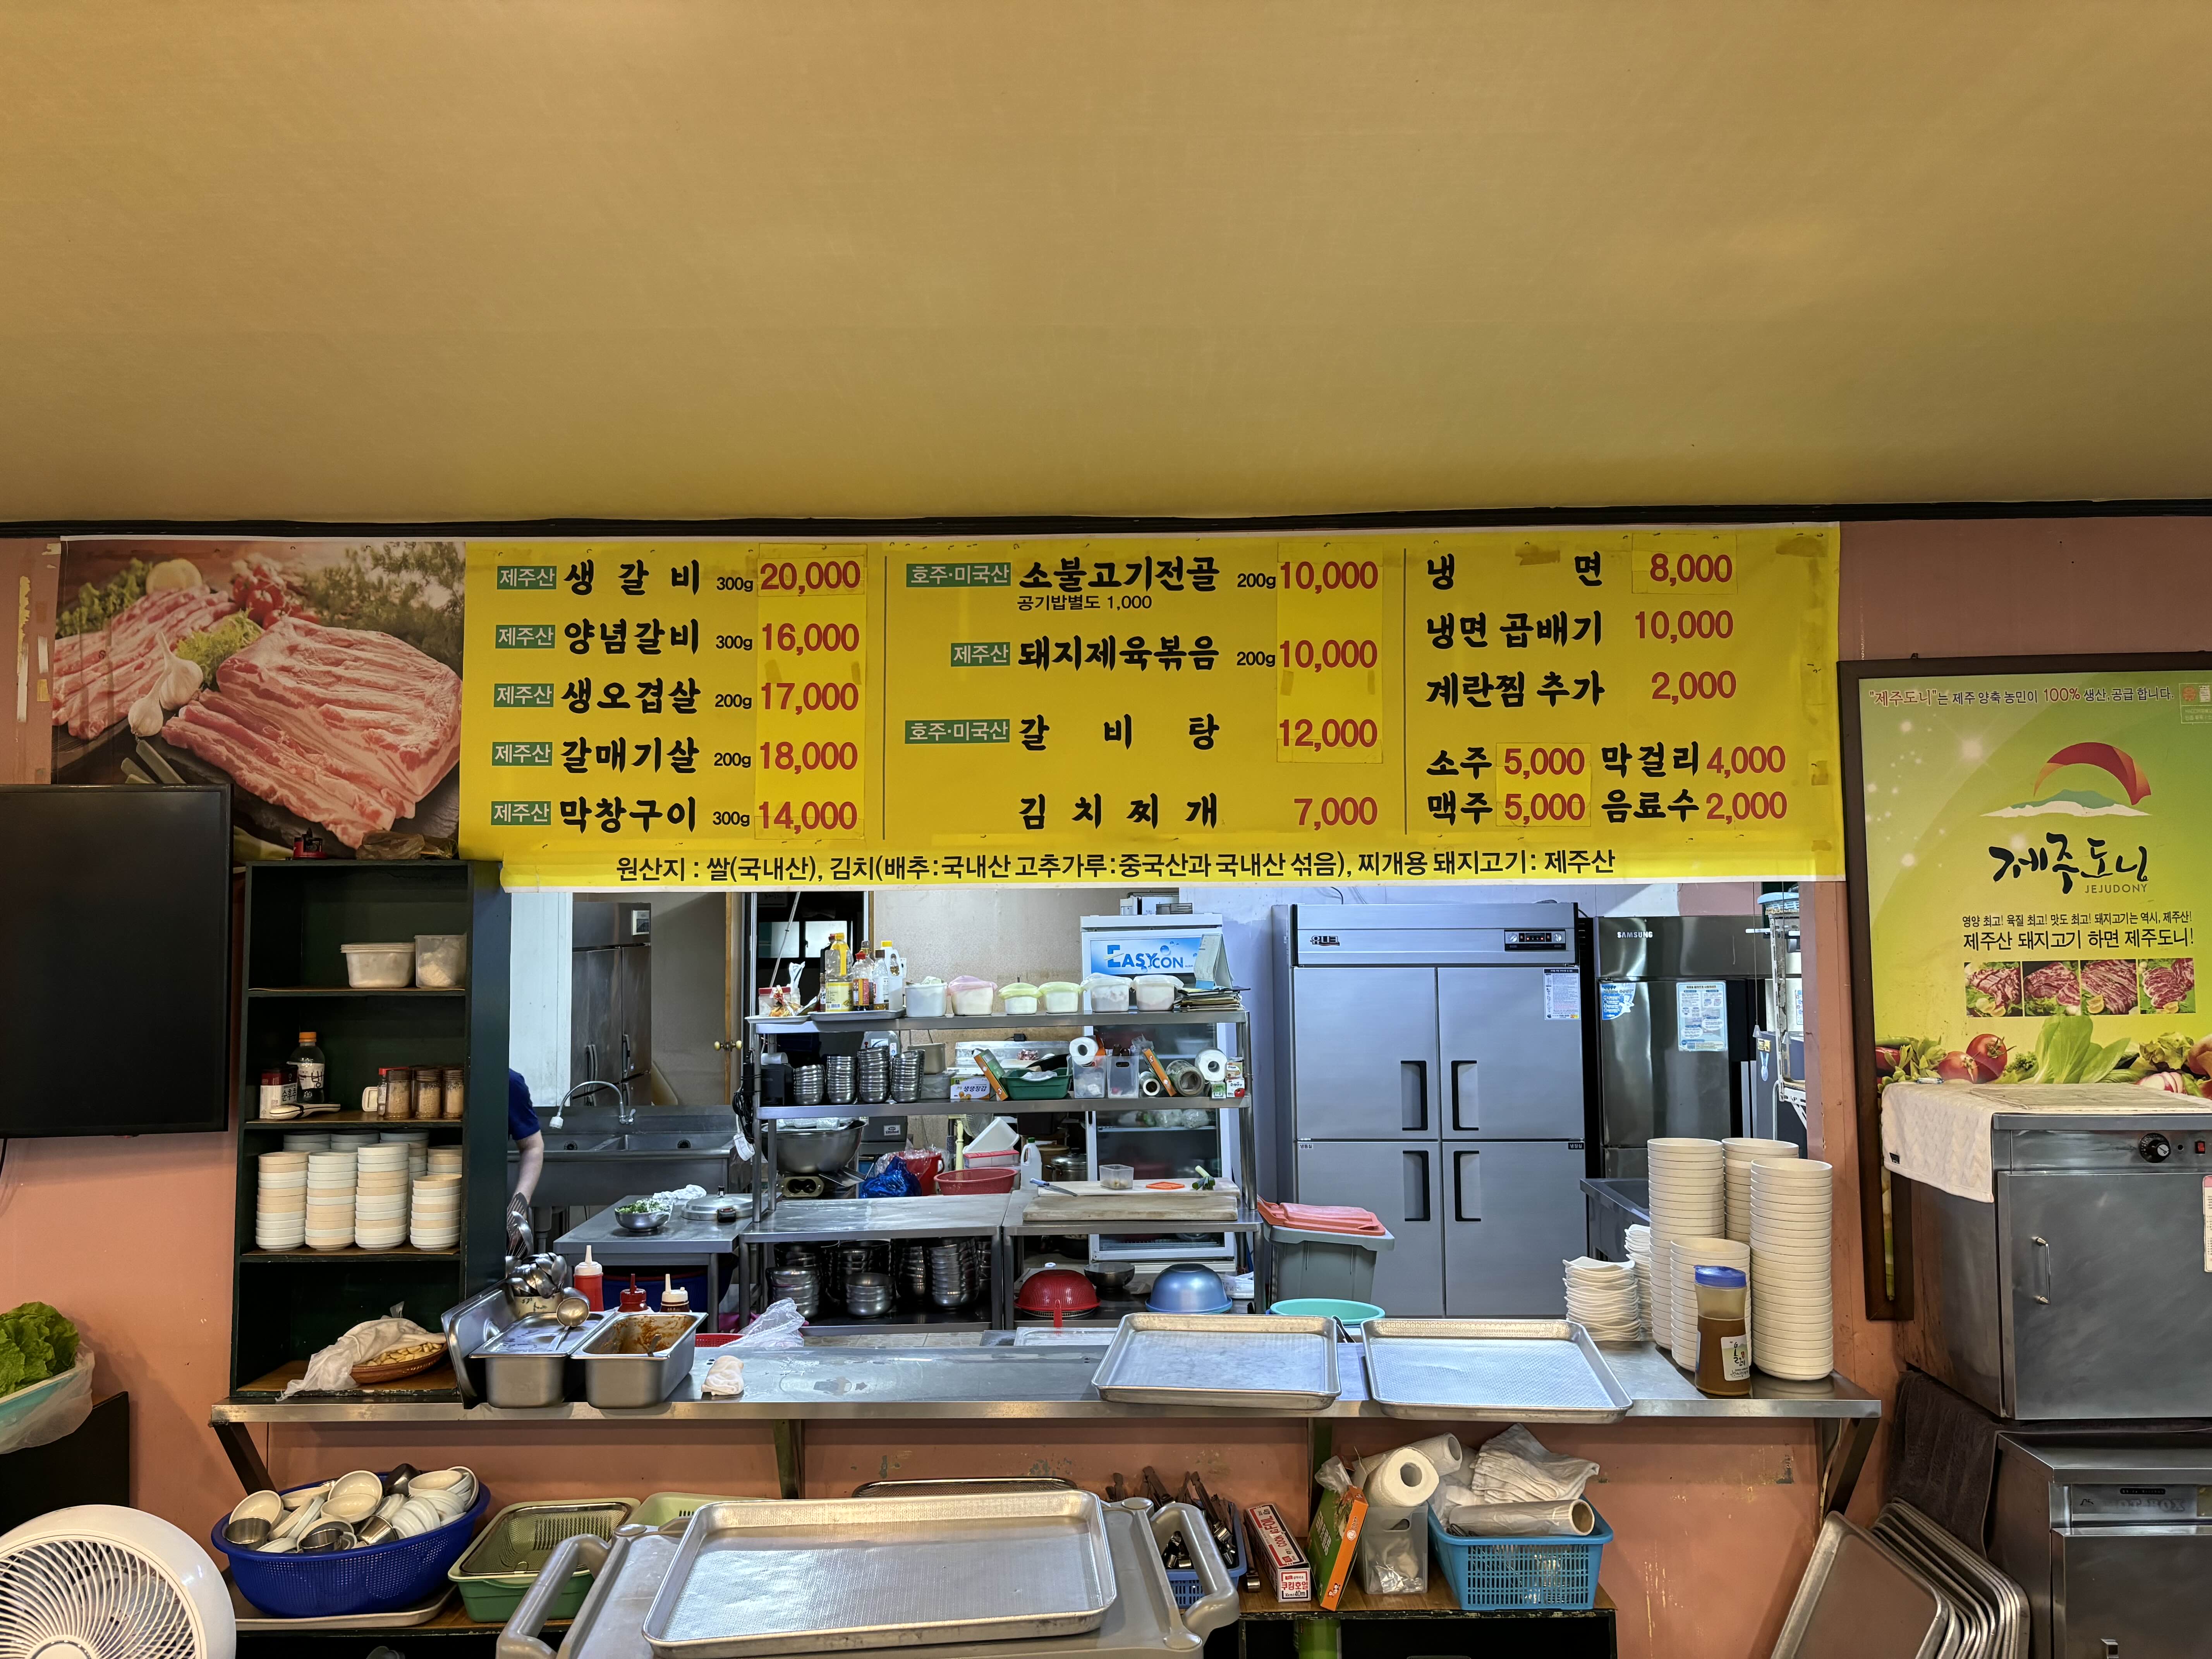 제주산 생 갈 비 300g 20,000
제주산 양념갈비 300g 16,000
제주산 생오겹살 200g 17,000
제주산 갈매기살 200g 18,000
제주산 막창구이 300g 14,000
호주·미국산 소불고기전골 200g 10,000
공기밥별도 1,000
제주산 돼지제육볶음 200g 10,000
호주·미국산 갈 비 탕 12,000
김 치 찌 개 7,000
냉 면 8,000
냉면 곱배기 10,000
계란찜 추가 2,000
소주 5,000 막걸리 4,000
맥주 5,000 음료수 2,000
원산지 : 쌀(국내산), 김치(배추:국내산 고추가루:중국산과 국내산 섞음), 찌개용 돼지고기: 제주산
"제주도니"는 제주 양축 농민이 100% 생산, 공급 합니다.
제주도니
JEJUDONY
영양 최고! 육질 최고! 맛도 최고! 돼지고기는 역시, 제주산!
제주산 돼지고기 하면 제주도니!
EASYCON
유니크
SAMSUNG
쿠킹호일